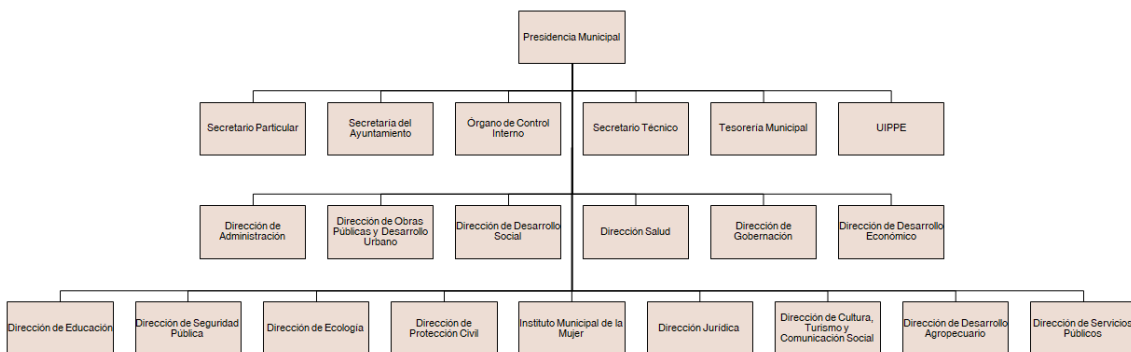 Presidencia Municipal
Secretario Particular
Secretaría del
Ayuntamiento
Órgano de Control
Interno
Secretario Técnico
Tesorería Municipal
UIPPE
Dirección de
Administración
Dirección de Obras
Públicas y Desarrollo
Urbano
Dirección de Desarrollo
Social
Dirección Salud
Dirección de
Gobernación
Dirección de Desarrollo
Económico
Dirección de Educación
Dirección de Seguridad
Pública
Dirección de Ecología
Dirección de
Protección Civil
Instituto Municipal de la
Mujer
Dirección Jurídica
Dirección de Cultura,
Turismo y
Comunicación Social
Dirección de Desarrollo
Agropecuario
Dirección de Servicios
Públicos